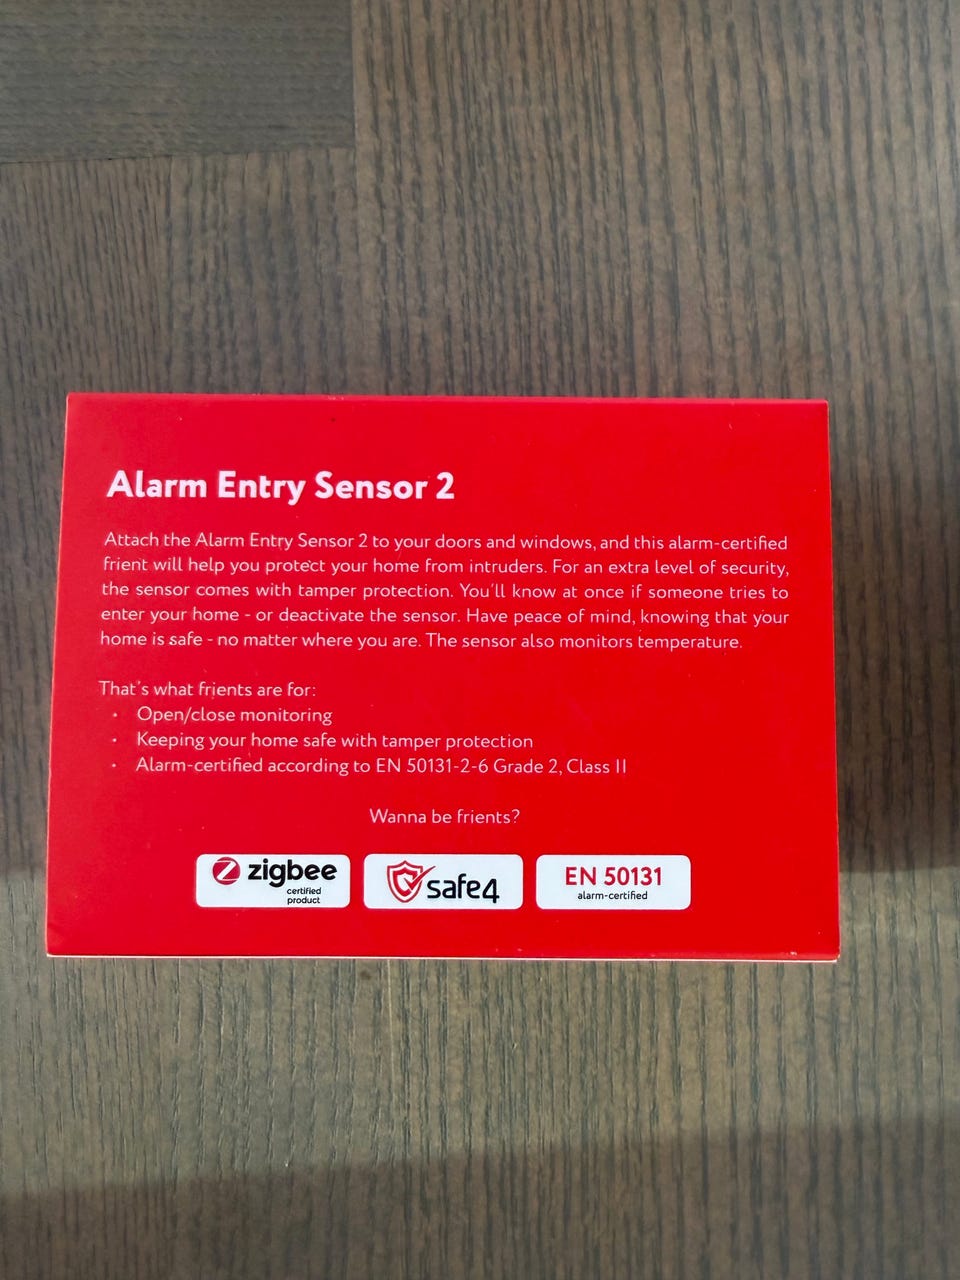 Alarm Entry Sensor 2
Attach the Alarm Entry Sensor 2 to your doors and windows, and this alarm-certified
frient will help you protect your home from intruders. For an extra level of security,
the sensor comes with tamper protection. You'll know at once if someone tries to
enter your home - or deactivate the sensor. Have peace of mind, knowing that your
home is safe - no matter where you are. The sensor also monitors temperature.
That's what frients are for:
• Open/close monitoring
• Keeping your home safe with tamper protection
• Alarm-certified according to EN 50131-2-6 Grade 2, Class II
Wanna be frients?
zigbee
certified
product
safe4
EN 50131
alarm-certified